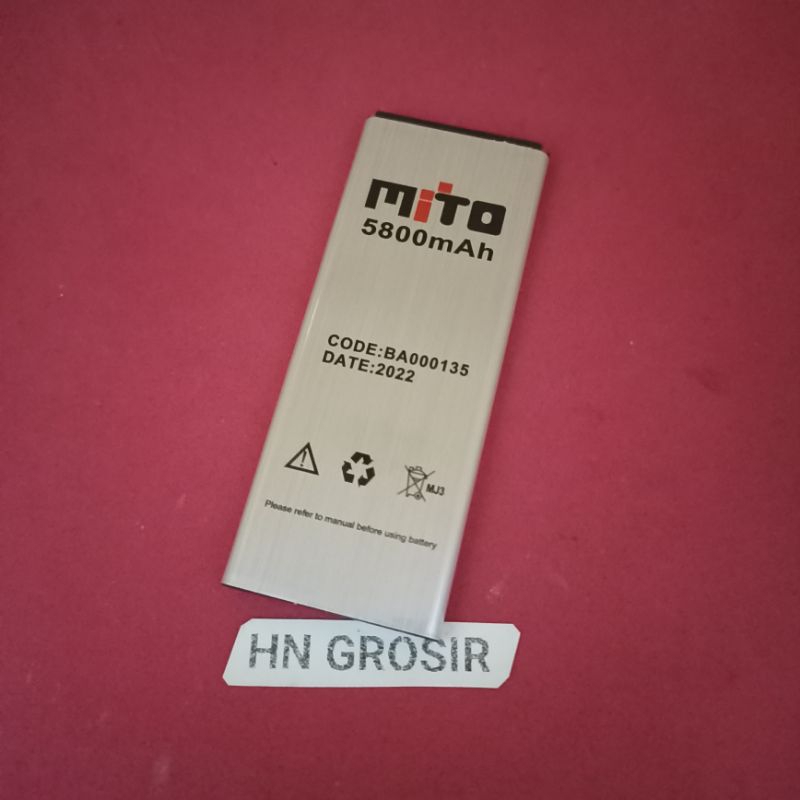 MiTO
5800mAh
CODE:BA000135
DATE:2022
MJ3
Please refer to manual before using battery
HN GROSIR